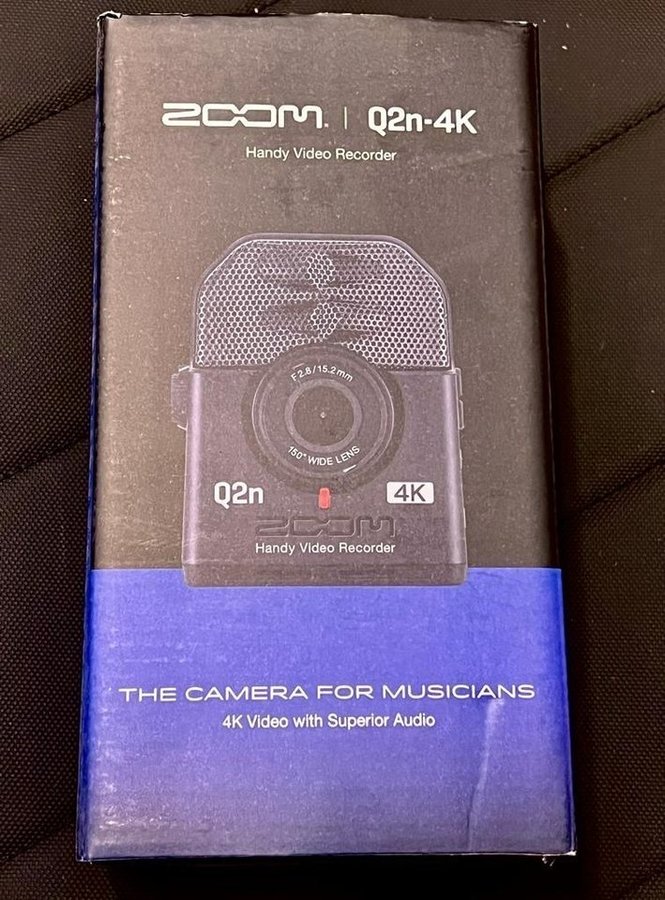 ZOOM | Q2n-4K
Handy Video Recorder
F2.8/15.2mm
150° WIDE LENS
Q2n
4K
ZOOM
Handy Video Recorder
THE CAMERA FOR MUSICIANS
4K Video with Superior Audio